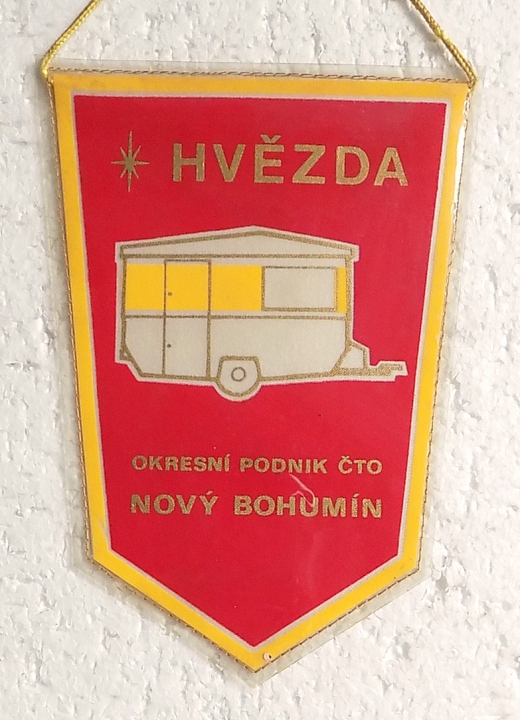 HVĚZDA
OKRESNÍ PODNIK ČTO
NOVÝ BOHUMÍN